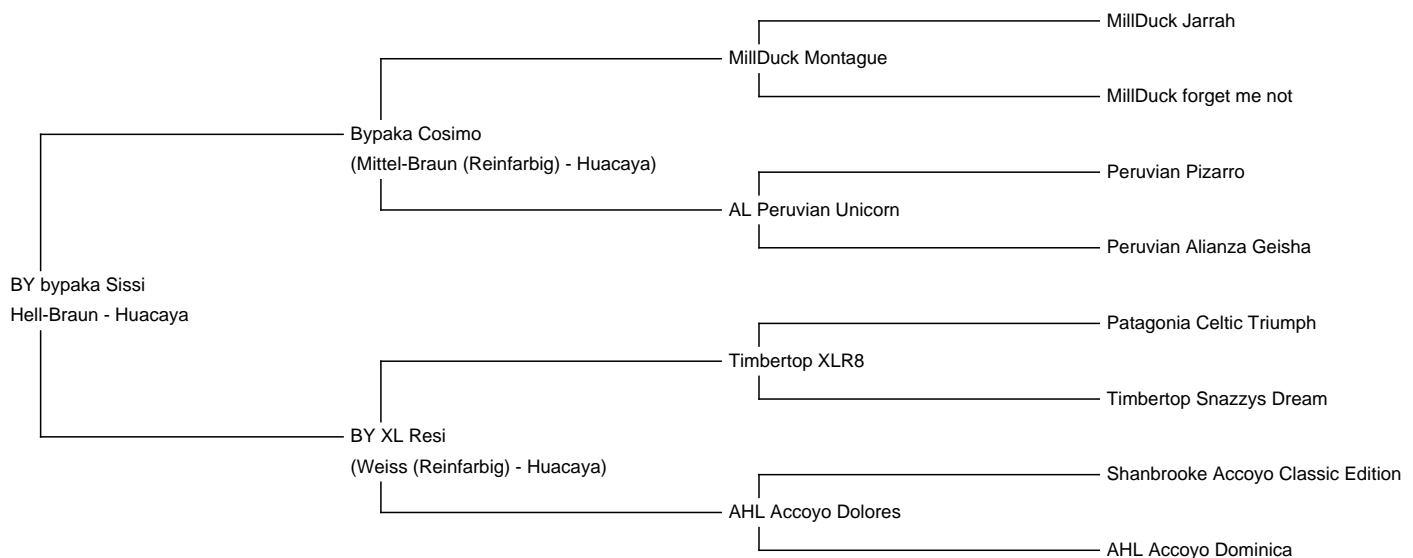 MillDuck Jarrah
MillDuck Montague
MillDuck forget me not
Bypaka Cosimo
(Mittel-Braun (Reinfarbig) - Huacaya)
Peruvian Pizarro
AL Peruvian Unicorn
Peruvian Alianza Geisha
BY bypaka Sissi
Hell-Braun - Huacaya
Patagonia Celtic Triumph
Timbertop XLR8
Timbertop Snazzys Dream
BY XL Resi
(Weiss (Reinfarbig) - Huacaya)
Shanbrooke Accoyo Classic Edition
AHL Accoyo Dolores
AHL Accoyo Dominica